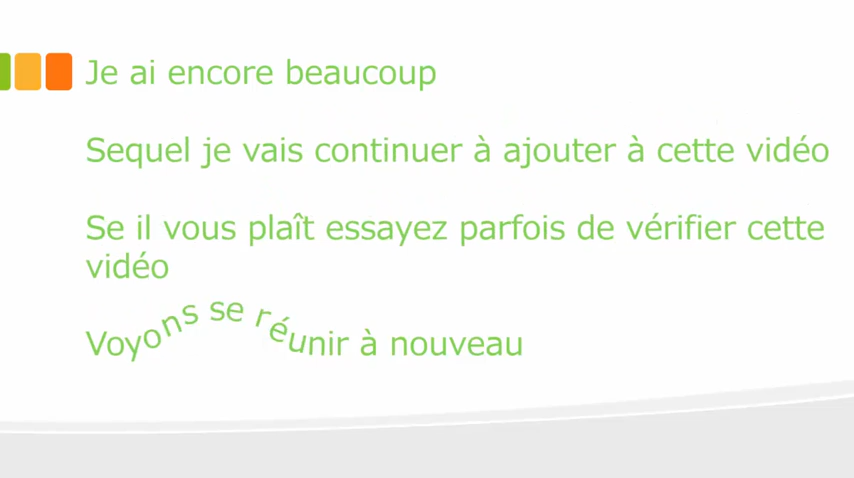 Je ai encore beaucoup
Sequel je vais continuer à ajouter à cette vidéo
Se il vous plaît essayez parfois de vérifier cette
vidéo
Voyons se réunir à nouveau